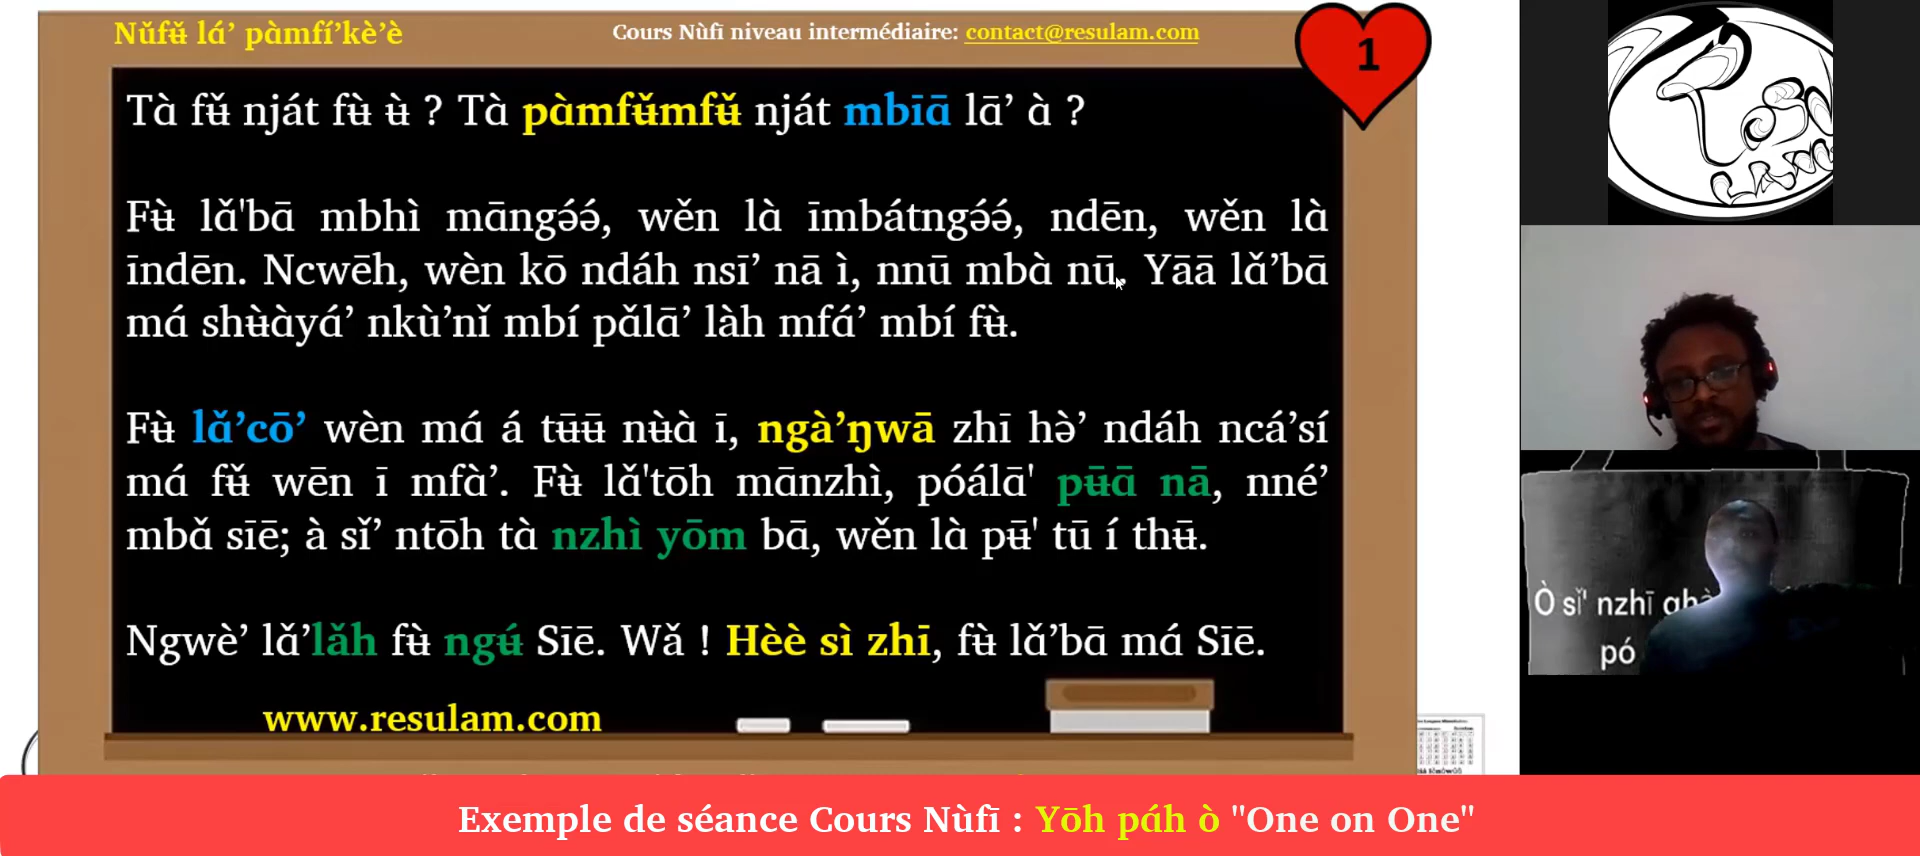 Nǔfʉ̌ lá’ pàmfí’kè’è
Cours Nùfi niveau intermédiaire: contact@resulam.com
1
Tà fʉ̌ nját fʉ̀ ʉ̀ ? Tà pàmfʉ̌mfʉ̌ nját mbīā lā’ à ?
Fʉ̀ lǎ'bā mbhì māngə́ə́, wěn là īmbátngə́ə́, ndēn, wěn là
īndēn. Ncwēh, wèn kō ndáh nsī’ nā ì, nnū mbà nū. Yāā lǎ’bā
má shʉ̀àyá’ nkù’nǐ mbí pǎlā’ làh mfá’ mbí fʉ̀.
Fʉ̀ lǎ’cō’ wèn má á tʉ̄ʉ̄ nʉ̀à ī, ngà’ŋwā zhī hə̀’ ndáh ncá’sí
má fʉ̌ wēn ī mfà’. Fʉ̀ lǎ'tōh mānzhì, póálā' pʉ̄ā nā, nné’
mbǎ sīē; à sǐ’ ntōh tà nzhì yōm bā, wěn là pʉ̄' tū í thʉ̄.
Ngwè’ lǎ’lǎh fʉ̀ ngʉ́ Sīē. Wǎ ! Hèè sì zhī, fʉ̀ lǎ’bā má Sīē.
www.resulam.com
Ò sǐ' nzhī
pó
Exemple de séance Cours Nùfī : Yōh páh ò "One on One"